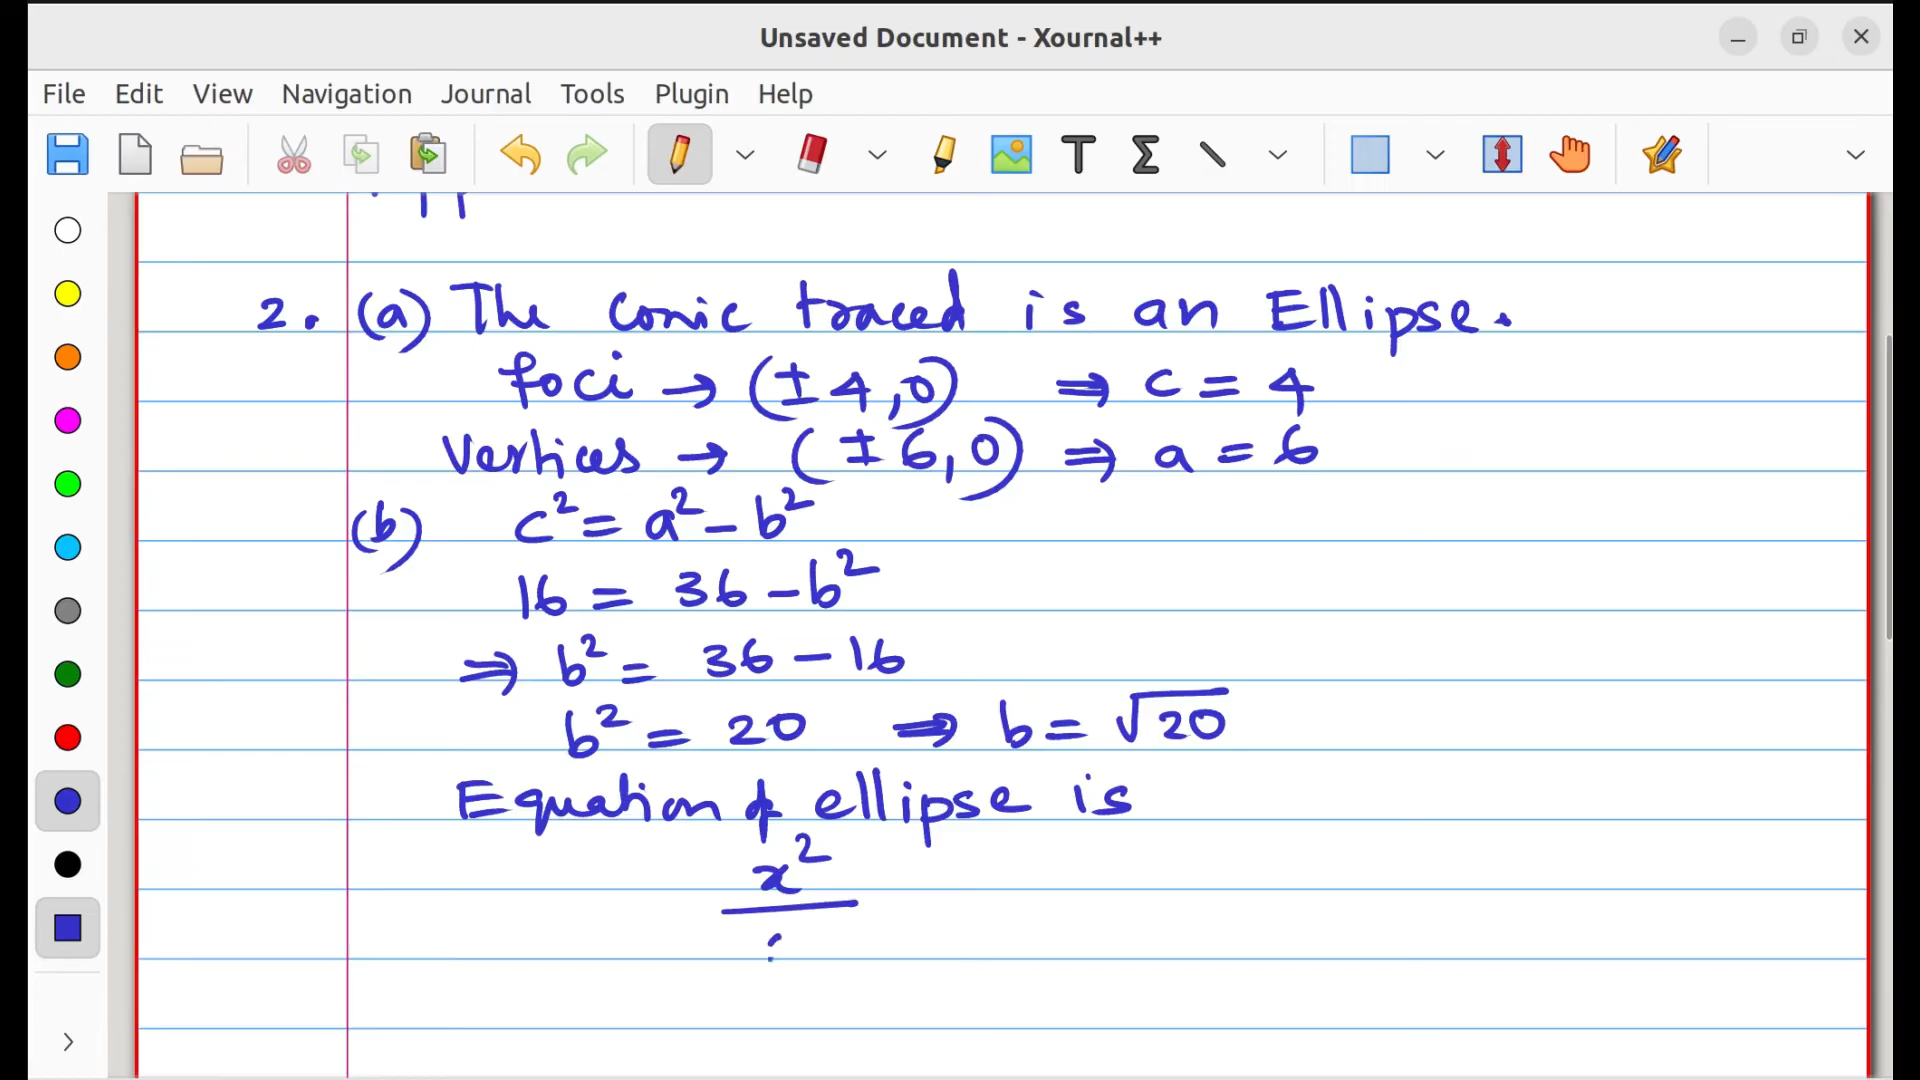 Unsaved Document - Xournal++
File Edit View Navigation Journal Tools Plugin Help
2. (a) The conic traced is an Ellipse.
foci → (±4,0) ⇒ c = 4
Vertices → (±6,0) ⇒ a = 6
(b) c² = a² - b²
16 = 36 - b²
⇒ b² = 36 - 16
b² = 20 ⇒ b = √20
Equation of ellipse is
x²